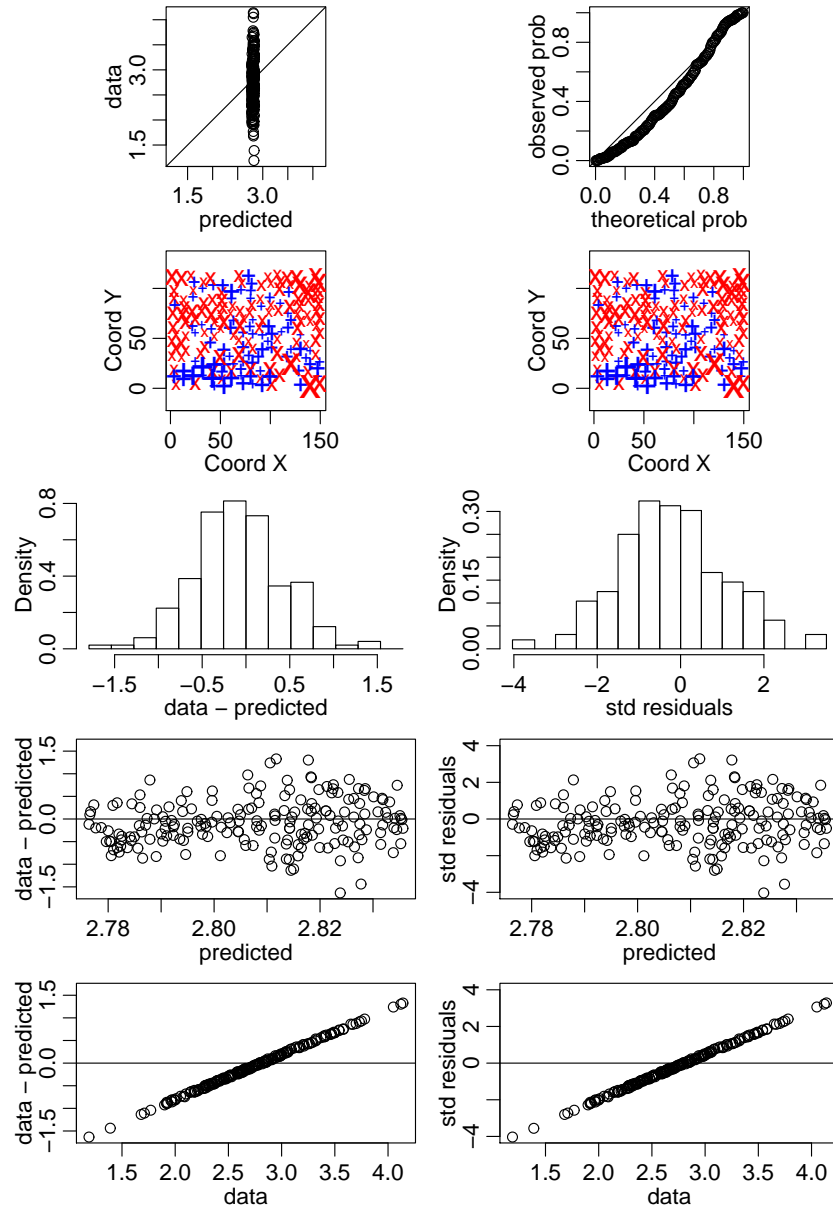 data
1.5 3.0
1.5 3.0
predicted
observed prob
0.0 0.4 0.8
0.0 0.4 0.8
theoretical prob
Coord Y
0 50
0 50 150
Coord X
Coord Y
0 50
0 50 150
Coord X
Density
0.0 0.4 0.8
−1.5 −0.5 0.5 1.5
data − predicted
Density
0.00 0.15 0.30
−4 −2 0 2
std residuals
data − predicted
−1.5 0.0 1.5
2.78 2.80 2.82
predicted
std residuals
−4 0 2 4
2.78 2.80 2.82
predicted
data − predicted
−1.5 0.0 1.5
1.5 2.0 2.5 3.0 3.5 4.0
data
std residuals
−4 0 2 4
1.5 2.0 2.5 3.0 3.5 4.0
data